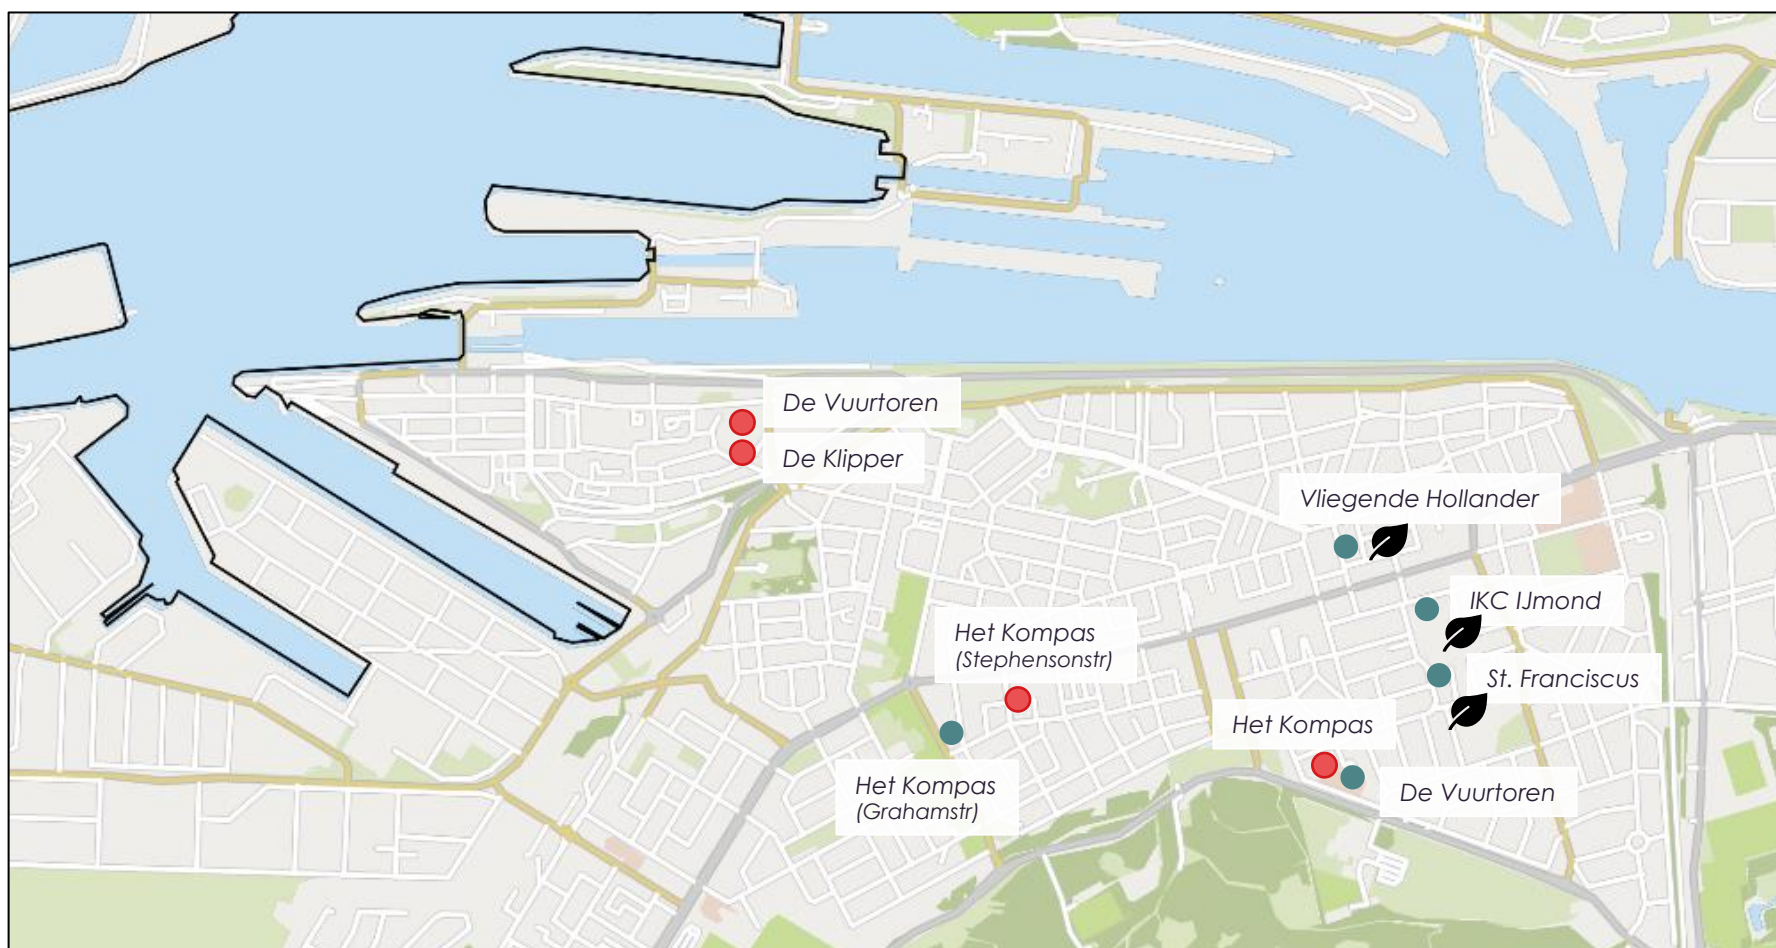 De Vuurtoren
De Klipper
Vliegende Hollander
IKC IJmond
Het Kompas
(Stephensonstr)
St. Franciscus
Het Kompas
Het Kompas
(Grahamstr)
De Vuurtoren